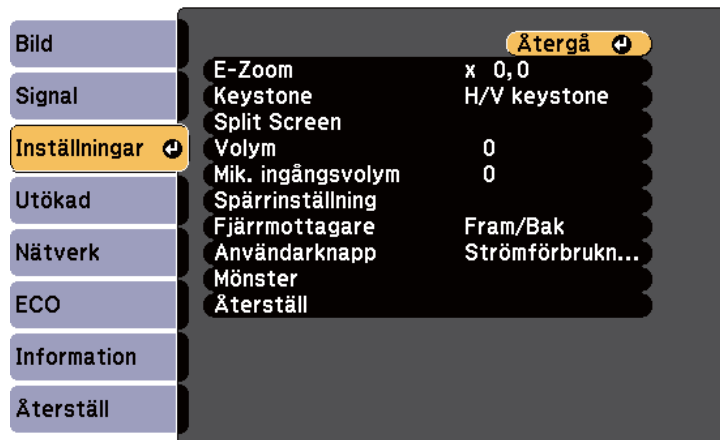 Bild
Signal
Inställningar
Utökad
Nätverk
ECO
Information
Återställ
Återgå
E-Zoom x 0,0
Keystone H/V keystone
Split Screen
Volym 0
Mik. ingångsvolym 0
Spärrinställning
Fjärrmottagare Fram/Bak
Användarknapp Strömförbrukn...
Mönster
Återställ